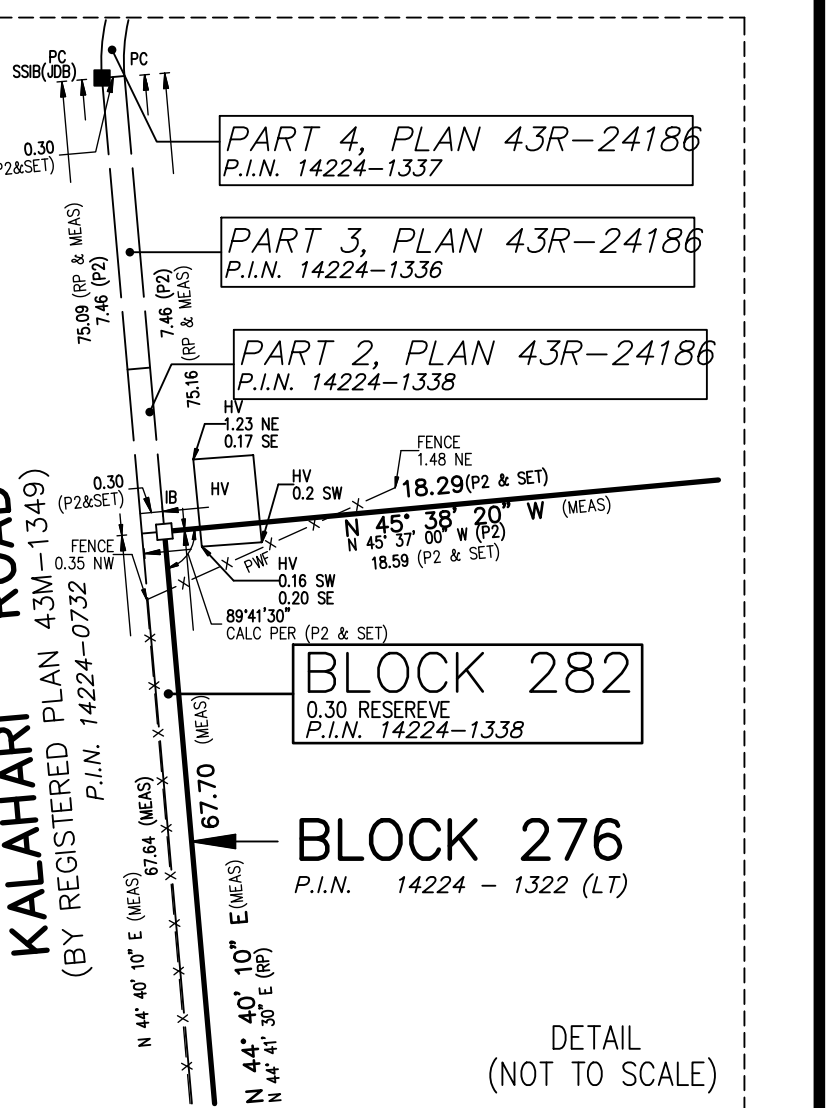 PC
SSIB(JDB)
PC
0.30
P2&SET)
PART 4, PLAN 43R-24186
P.I.N. 14224-1337
PART 3, PLAN 43R-24186
P.I.N. 14224-1336
75.09 (RP & MEAS)
7.46 (P2)
7.46 (P2)
75.16 (RP & MEAS)
PART 2, PLAN 43R-24186
P.I.N. 14224-1338
HV
1.23 NE
0.17 SE
FENCE
1.48 NE
HV
0.2 SW
HV
18.29(P2 & SET)
0.30
(P2&SET)
IB
N 45° 38' 20" W (MEAS)
N 45° 37' 00" W (P2)
18.59 (P2 & SET)
FENCE
0.35 NW
PWF
HV
0.16 SW
0.20 SE
89°41'30"
CALC PER (P2 & SET)
KALAHARI ROAD
(BY REGISTERED PLAN 43M-1349)
P.I.N. 14224-0732
BLOCK 282
0.30 RESEREVE
P.I.N. 14224-1338
67.70 (MEAS)
67.64 (MEAS)
BLOCK 276
P.I.N. 14224 - 1322 (LT)
N 44° 40' 10" E (MEAS)
N 44° 40' 10" E(MEAS)
N 44° 41' 30" E (RP)
DETAIL
(NOT TO SCALE)